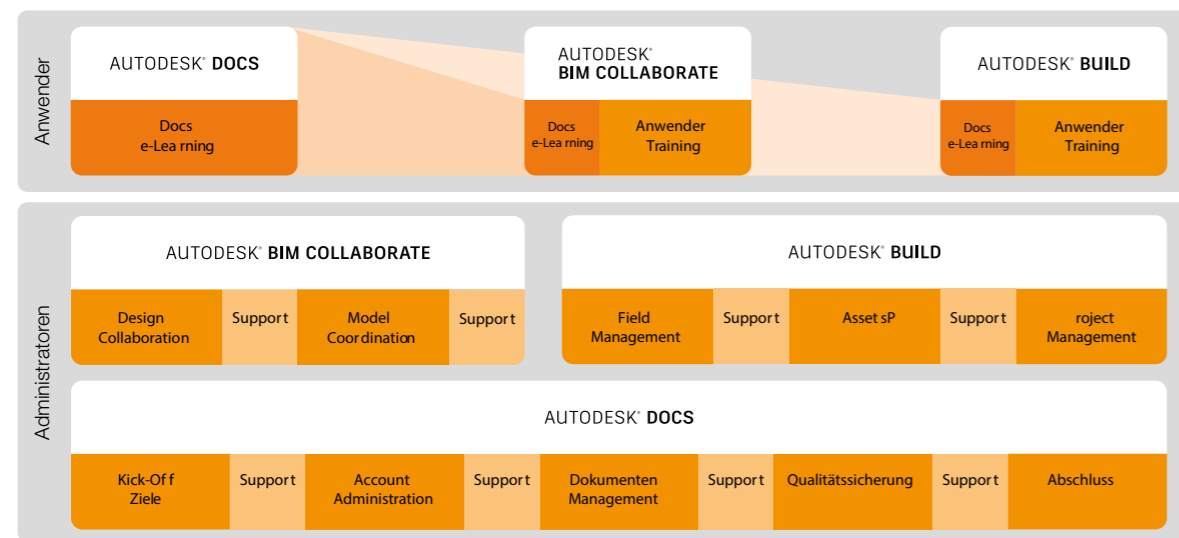 Anwender
AUTODESK® DOCS
Docs
e-Lea rning
AUTODESK®
BIM COLLABORATE
Docs
e-Lea rning
Anwender
Training
AUTODESK® BUILD
Docs
e-Lea rning
Anwender
Training
Administratoren
AUTODESK® BIM COLLABORATE
Design
Collaboration
Support
Model
Coordination
Support
AUTODESK® BUILD
Field
Management
Support
Asset sP
Support
roject
Management
AUTODESK® DOCS
Kick-Of f
Ziele
Support
Account
Administration
Support
Dokumenten
Management
Support
Qualitätssicherung
Support
Abschluss